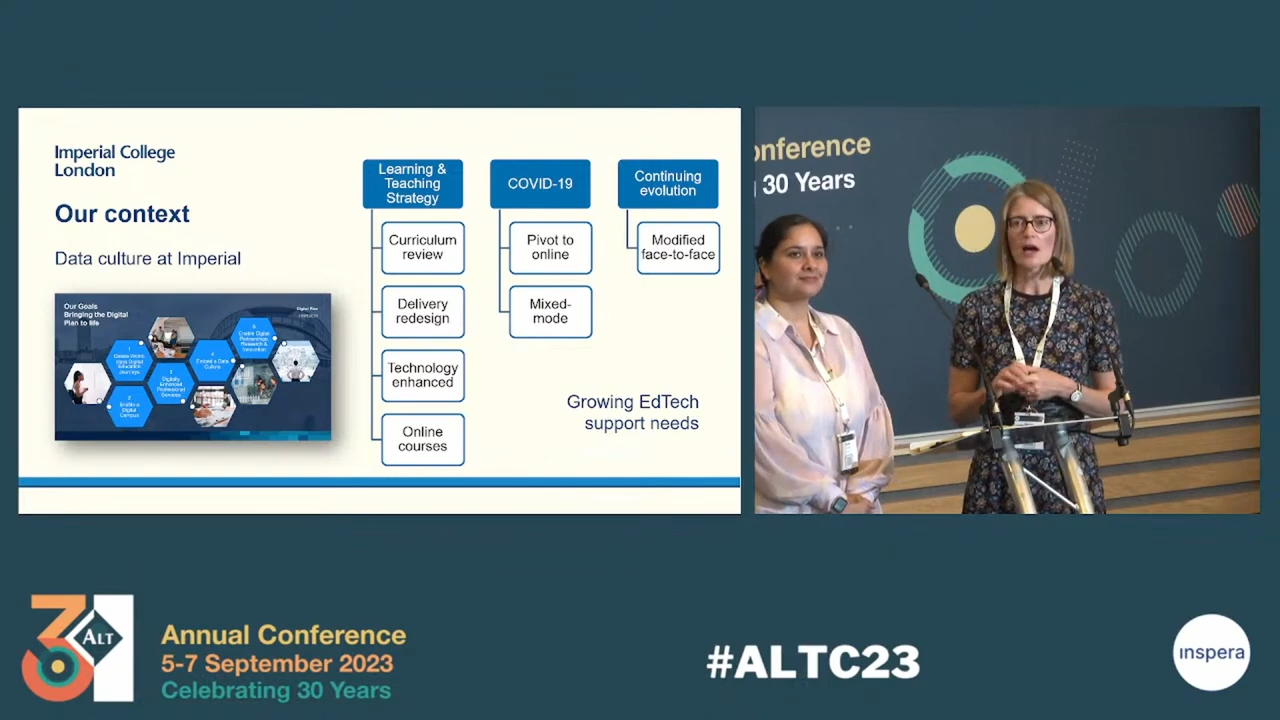 Imperial College
London
Our context
Data culture at Imperial
Our Goals
Bringing the Digital
Plan to life
Digital Plan
Learning &
Teaching
Strategy
Curriculum
review
Delivery
redesign
Technology
enhanced
Online
courses
COVID-19
Pivot to
online
Mixed-
mode
Continuing
evolution
Modified
face-to-face
Growing EdTech
support needs
onference
30 Years
ALT
Annual Conference
5-7 September 2023
Celebrating 30 Years
#ALTC23
inspera